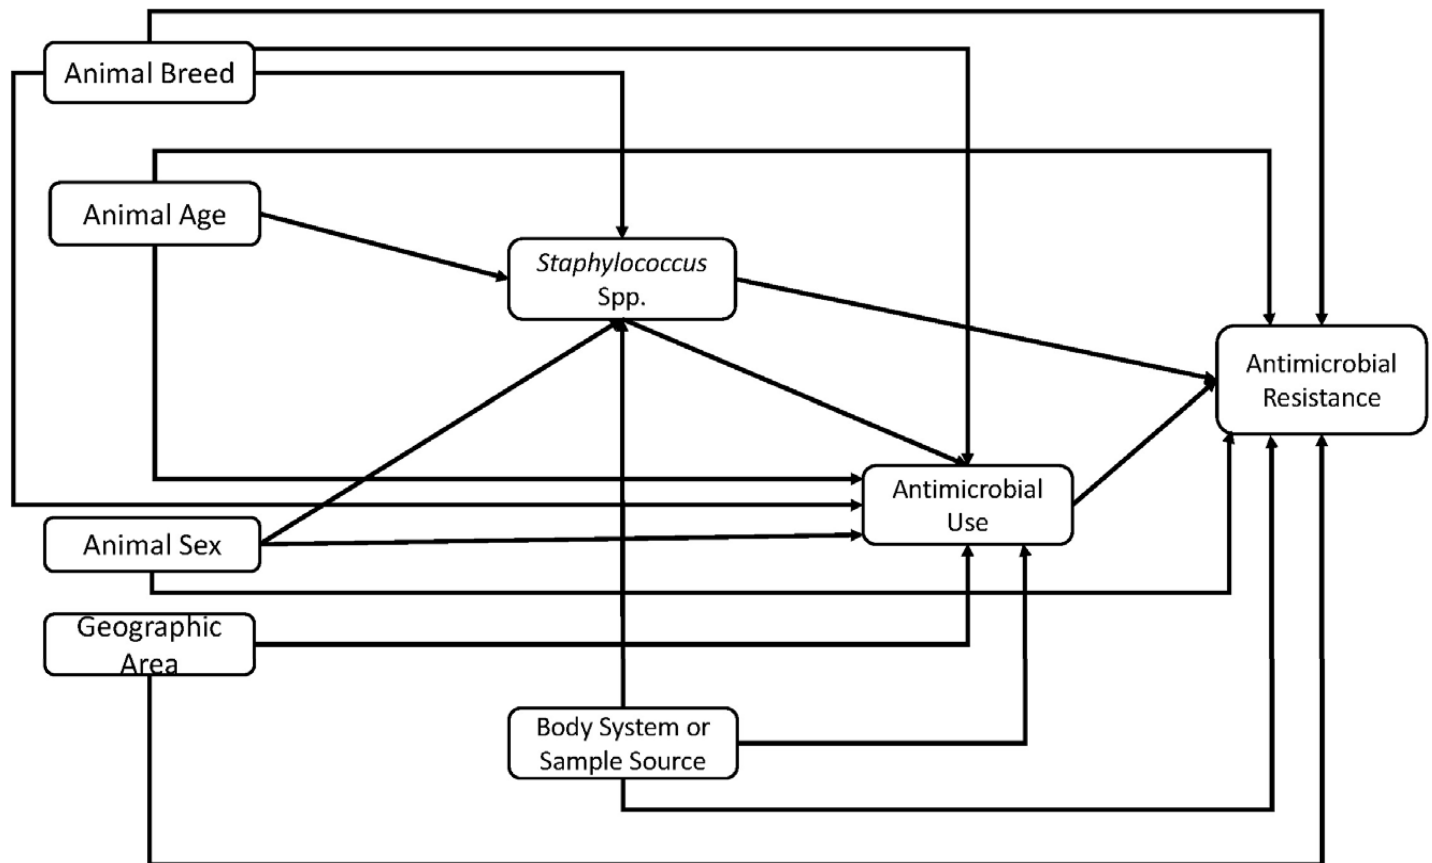 Animal Breed
Animal Age
Staphylococcus
Spp.
Antimicrobial
Resistance
Antimicrobial
Use
Animal Sex
Geographic
Area
Body System or
Sample Source